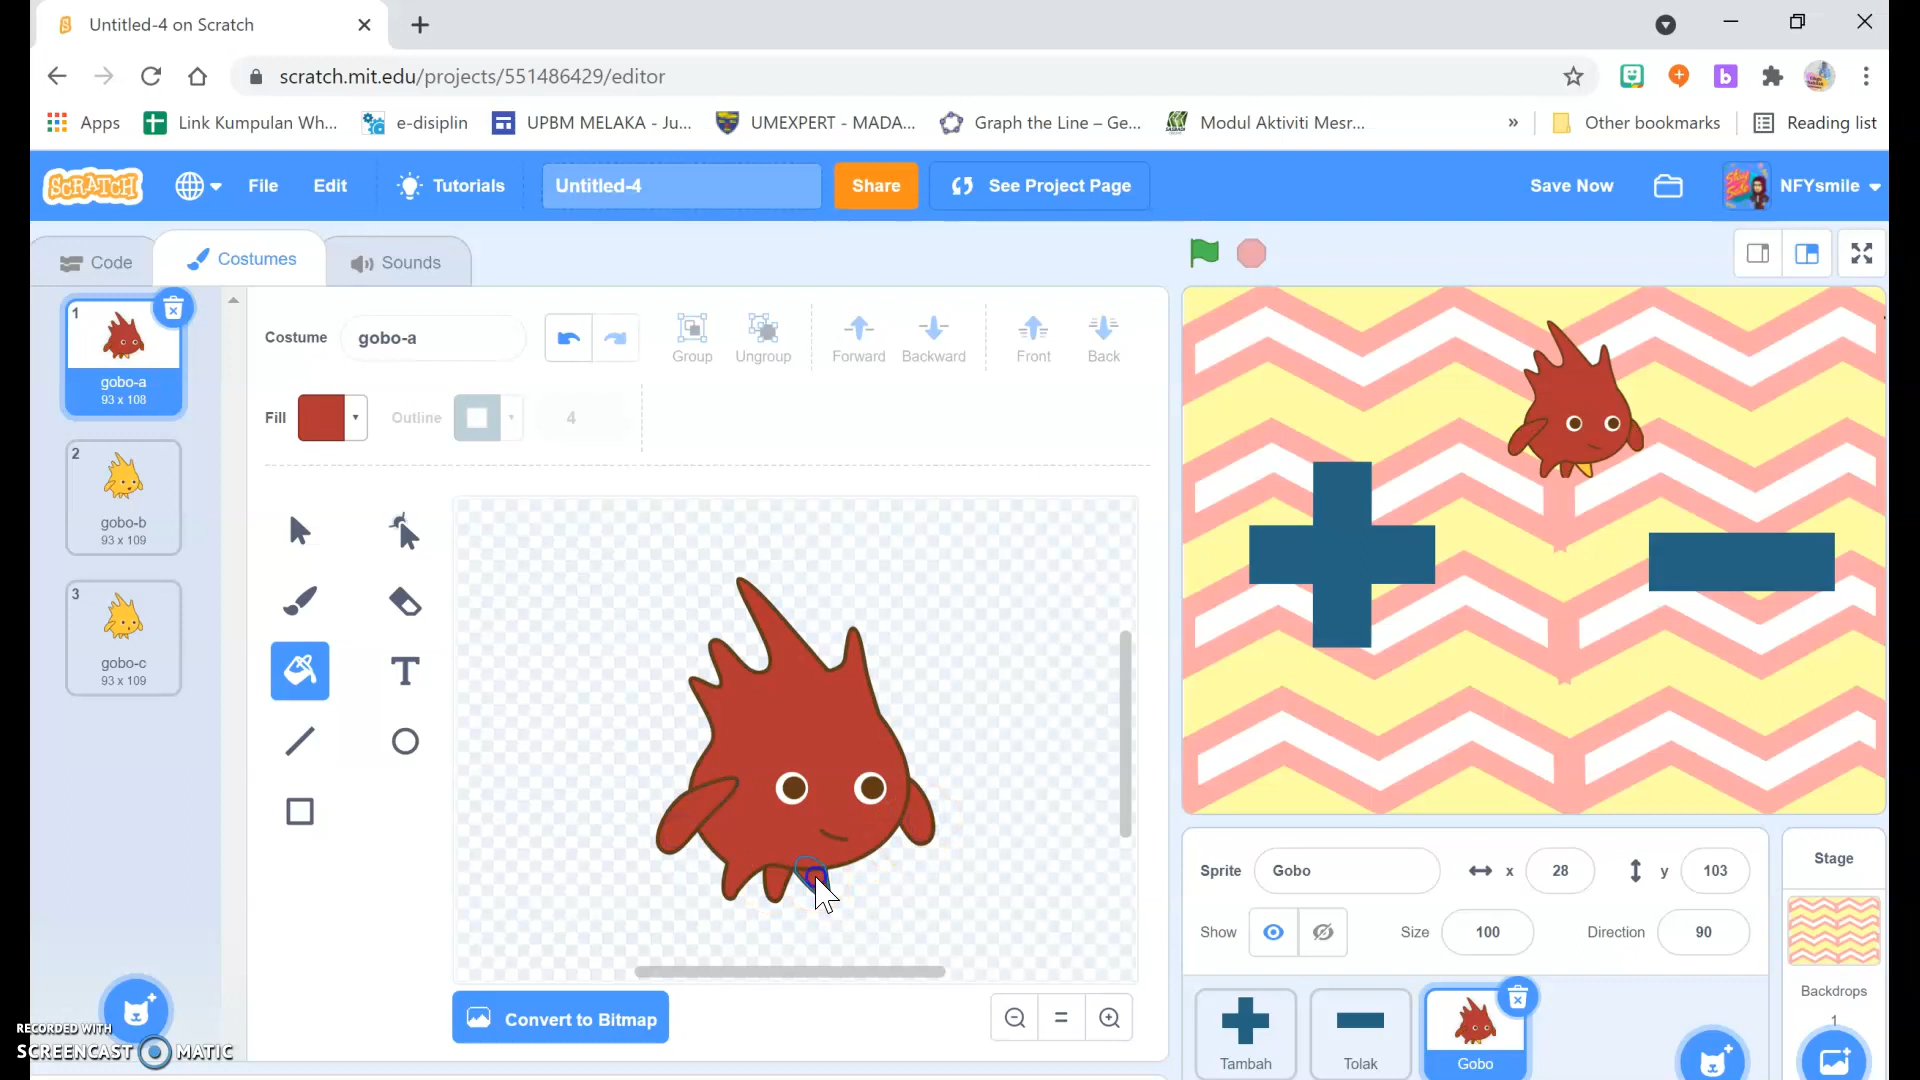 Untitled-4 on Scratch
scratch.mit.edu/projects/551486429/editor
Apps
Link Kumpulan Wh...
e-disiplin
UPBM MELAKA - Ju...
UMEXPERT - MADA...
Graph the Line – Ge...
Modul Aktiviti Mesr...
»
Other bookmarks
Reading list
SCRATCH
File
Edit
Tutorials
Untitled-4
Share
See Project Page
Save Now
NFYsmile
Code
Costumes
Sounds
1
gobo-a
93 x 108
2
gobo-b
93 x 109
3
gobo-c
93 x 109
Costume
gobo-a
Group
Ungroup
Forward
Backward
Front
Back
Fill
Outline
4
T
Convert to Bitmap
Sprite
Gobo
x
28
y
103
Show
Size
100
Direction
90
Tambah
Tolak
Gobo
Stage
Backdrops
1
RECORDED WITH
SCREENCAST MATIC